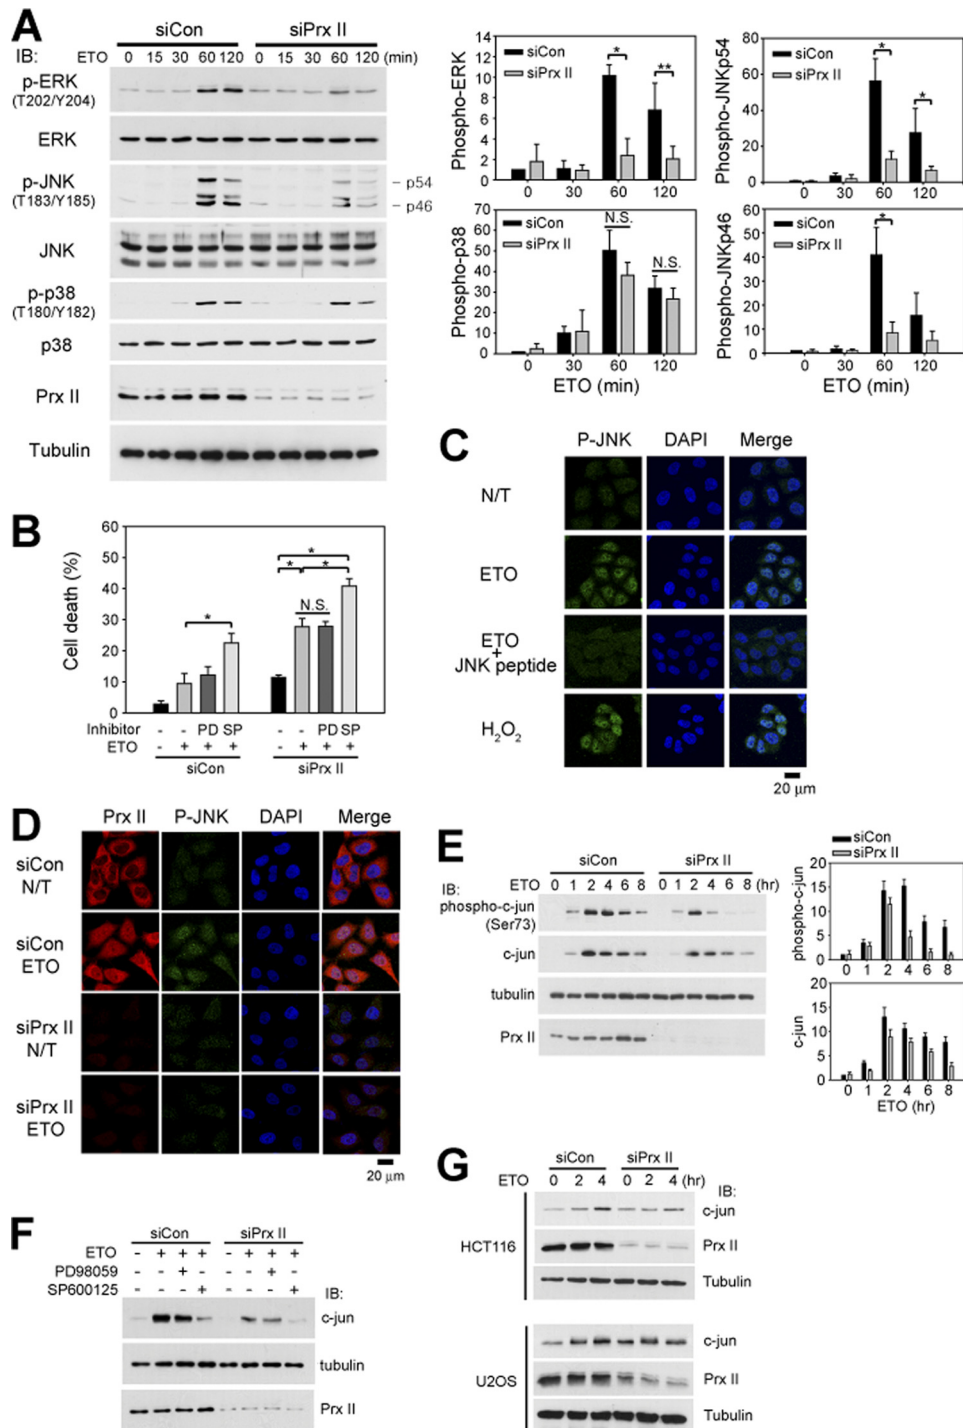 A
siCon siPrx II
IB: ETO 0 15 30 60 120 0 15 30 60 120 (min)
p-ERK
(T202/Y204)
ERK
p-JNK
(T183/Y185)
– p54
– p46
JNK
p-p38
(T180/Y182)
p38
Prx II
Tubulin
Phospho-ERK
14
12
10
8
6
4
2
0
siCon
siPrx II
*
**
0 30 60 120
Phospho-JNKp54
80
60
40
20
0
siCon
siPrx II
*
*
0 30 60 120
Phospho-p38
70
60
50
40
30
20
10
0
siCon
siPrx II
N.S.
N.S.
0 30 60 120
ETO (min)
Phospho-JNKp46
60
50
40
30
20
10
0
siCon
siPrx II
*
0 30 60 120
ETO (min)
B
Cell death (%)
60
50
40
30
20
10
0
*
*
*
*
N.S.
Inhibitor - - PD SP - - PD SP
ETO - + + + - + + +
siCon siPrx II
C
P-JNK DAPI Merge
N/T
ETO
ETO
+
JNK peptide
H2O2
20 μm
D
Prx II P-JNK DAPI Merge
siCon
N/T
siCon
ETO
siPrx II
N/T
siPrx II
ETO
20 μm
E
siCon siPrx II
IB: ETO 0 1 2 4 6 8 0 1 2 4 6 8 (hr)
phospho-c-jun
(Ser73)
c-jun
tubulin
Prx II
siCon
siPrx II
phospho-c-jun
20
15
10
5
0
0 1 2 4 6 8
c-jun
20
15
10
5
0
0 1 2 4 6 8
ETO (hr)
F
siCon siPrx II
ETO - + + + - + + +
PD98059 + +
SP600125 + +
IB:
c-jun
tubulin
Prx II
G
siCon siPrx II
ETO 0 2 4 0 2 4 (hr)
IB:
HCT116
c-jun
Prx II
Tubulin
U2OS
c-jun
Prx II
Tubulin